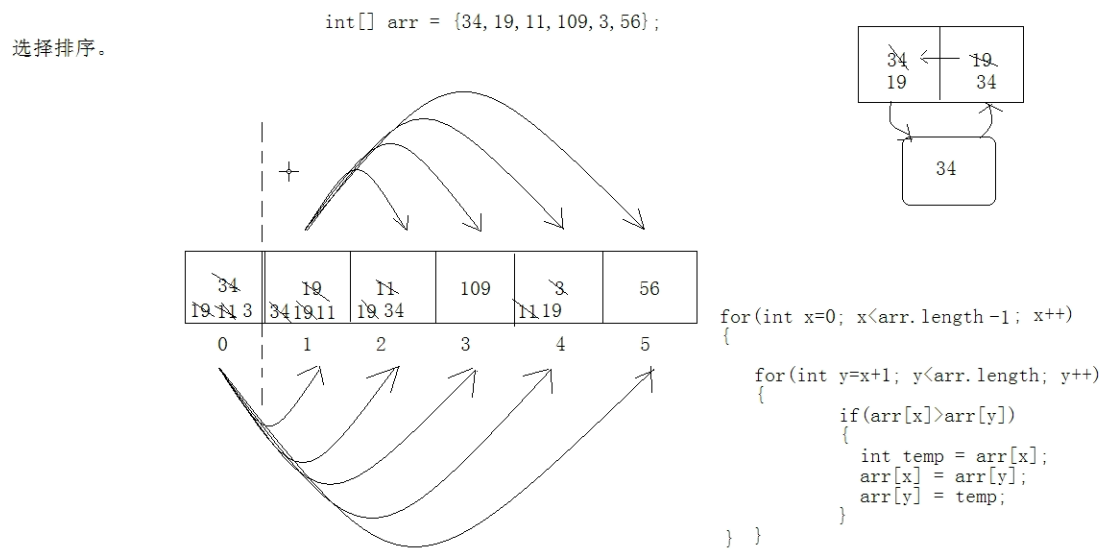 int[] arr = {34,19,11,109,3,56};
选择排序。
34 19
19 34
34
34 19 11 109 3 56
19 11 3 34 19 11 19 34 11 19
0 1 2 3 4 5
for(int x=0; x<arr.length-1; x++)
{
for(int y=x+1; y<arr.length; y++)
{
if(arr[x]>arr[y])
{
int temp = arr[x];
arr[x] = arr[y];
arr[y] = temp;
}
} }